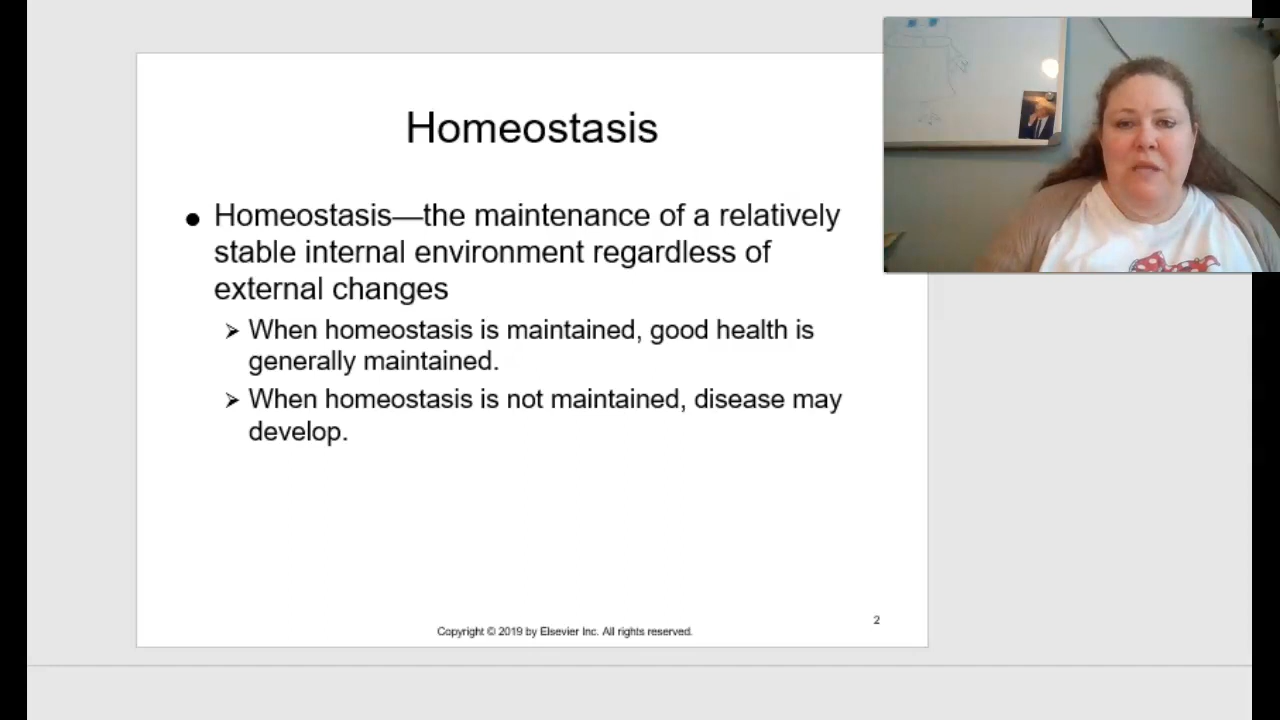 Homeostasis
● Homeostasis—the maintenance of a relatively
stable internal environment regardless of
external changes
➢ When homeostasis is maintained, good health is
generally maintained.
➢ When homeostasis is not maintained, disease may
develop.
2
Copyright © 2019 by Elsevier Inc. All rights reserved.